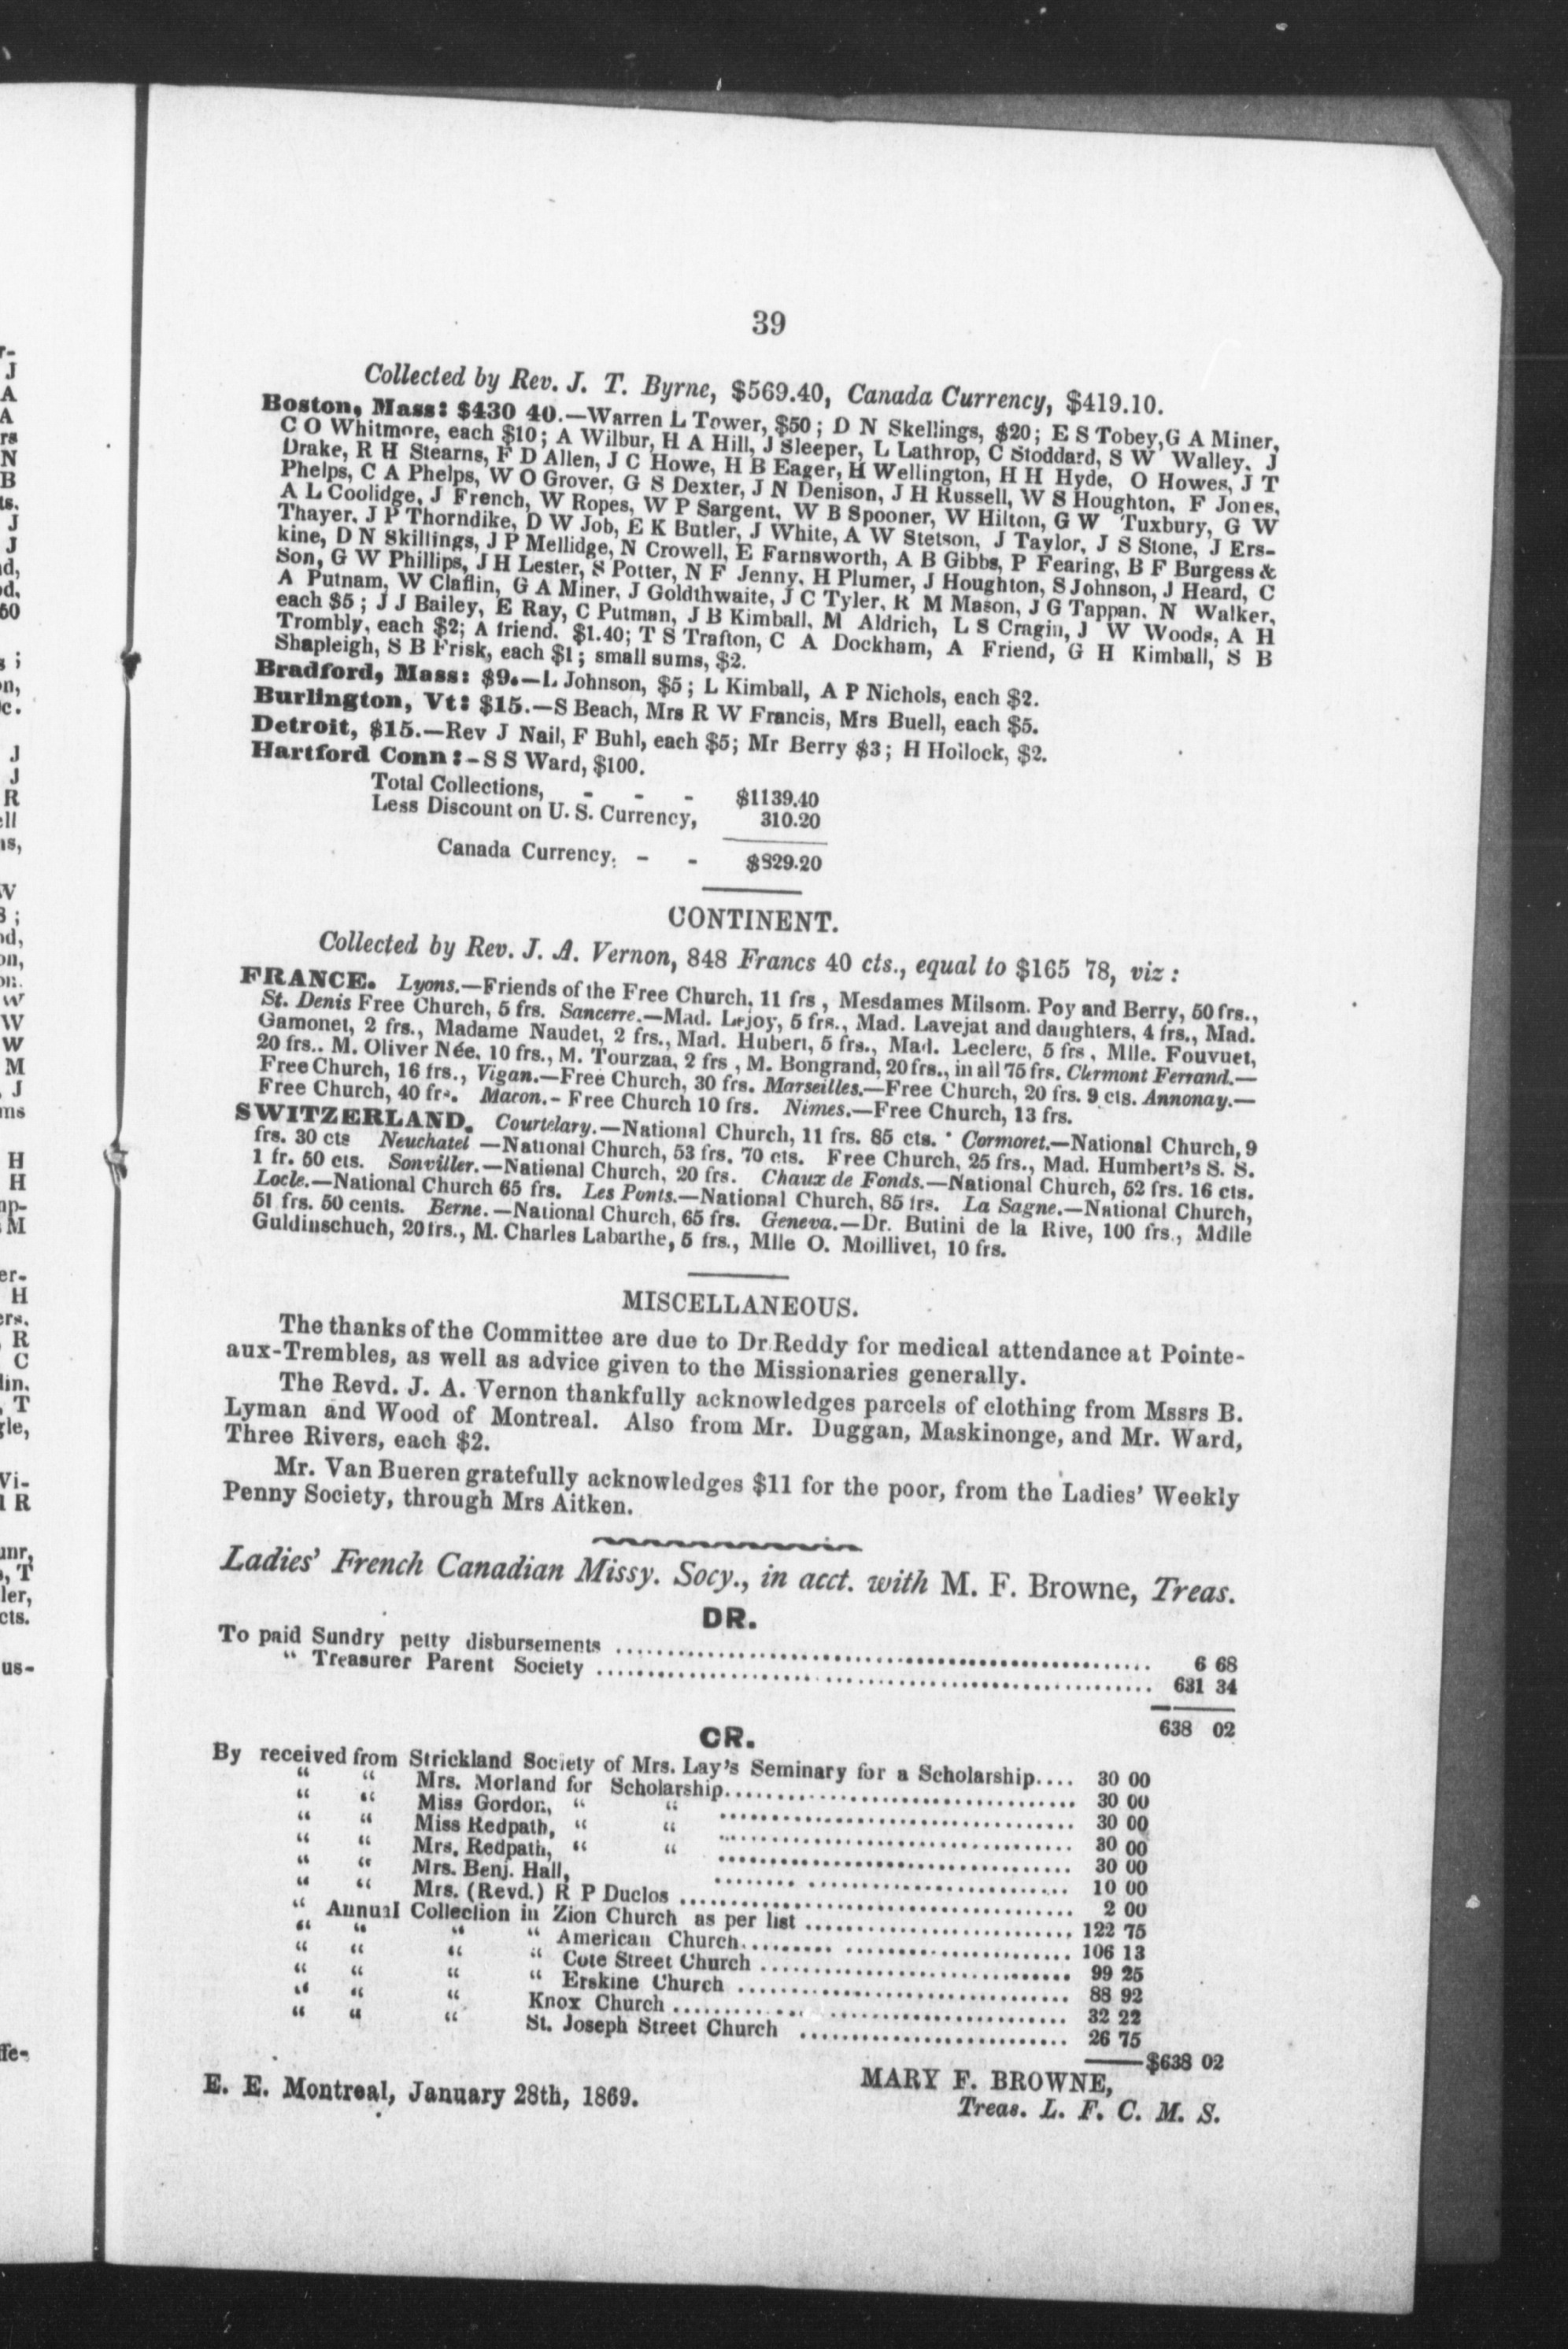 39
Collected by Rev. J. T. Byrne, $569.40, Canada Currency, $419.10.
Boston, Mass: $430 40.—Warren L Tower, $50; D N Skellings, $20; E S Tobey, G A Miner,
C O Whitmore, each $10; A Wilbur, H A Hill, J Sleeper, L Lathrop, C Stoddard, S W Walley, J
Drake, R H Stearns, F D Allen, J C Howe, H B Eager, H Wellington, H H Hyde, O Howes, J T
Phelps, C A Phelps, W O Grover, G S Dexter, J N Denison, J H Russell, W S Houghton, F Jones,
A L Coolidge, J French, W Ropes, W P Sargent, W B Spooner, W Hilton, G W Tuxbury, G W
Thayer, J P Thorndike, D W Job, E K Butler, J White, A W Stetson, J Taylor, J S Stone, J Ers-
kine, D N Skillings, J P Mellidge, N Crowell, E Farnsworth, A B Gibbs, P Fearing, B F Burgess &
Son, G W Phillips, J H Lester, S Potter, N F Jenny, H Plumer, J Houghton, S Johnson, J Heard, C
A Putnam, W Claflin, G A Miner, J Goldthwaite, J C Tyler, R M Mason, J G Tappan, N Walker,
each $5; J J Bailey, E Ray, C Putman, J B Kimball, M Aldrich, L S Cragin, J W Woods, A H
Trombly, each $2; A friend, $1.40; T S Trafton, C A Dockham, A Friend, G H Kimball, S B
Shapleigh, S B Frisk, each $1; small sums, $2.
Bradford, Mass: $9.—L Johnson, $5; L Kimball, A P Nichols, each $2.
Burlington, Vt: $15.—S Beach, Mrs R W Francis, Mrs Buell, each $5.
Detroit, $15.—Rev J Nail, F Buhl, each $5; Mr Berry $3; H Hollock, $2.
Hartford Conn:-S S Ward, $100.
Total Collections, - - - $1139.40
Less Discount on U. S. Currency, 310.20
Canada Currency. - - $829.20
CONTINENT.
Collected by Rev. J. A. Vernon, 848 Francs 40 cts., equal to $165 78, viz:
FRANCE. Lyons.—Friends of the Free Church, 11 frs, Mesdames Milsom. Poy and Berry, 50 frs.,
St. Denis Free Church, 5 frs. Sancerre.—Mad. Lejoy, 5 frs., Mad. Lavejat and daughters, 4 frs., Mad.
Gamonet, 2 frs., Madame Naudet, 2 frs., Mad. Hubert, 5 frs., Mad. Leclerc, 5 frs, Mlle. Fouvuet,
20 frs.. M. Oliver Née, 10 frs., M. Tourzaa, 2 frs, M. Bongrand, 20 frs., in all 75 frs. Clermont Ferrand.—
Free Church, 16 frs., Vigan.—Free Church, 30 frs. Marseilles.—Free Church, 20 frs. 9 cts. Annonay.—
Free Church, 40 frs. Macon.- Free Church 10 frs. Nimes.—Free Church, 13 frs.
SWITZERLAND. Courtelary.—National Church, 11 frs. 85 cts. Cormoret.—National Church, 9
frs. 30 cts Neuchatel —National Church, 53 frs. 70 cts. Free Church, 25 frs., Mad. Humbert's S. S.
1 fr. 50 cts. Sonviller.—National Church, 20 frs. Chaux de Fonds.—National Church, 52 frs. 16 cts.
Locle.—National Church 65 frs. Les Ponts.—National Church, 85 frs. La Sagne.—National Church,
51 frs. 50 cents. Berne.—National Church, 65 frs. Geneva.—Dr. Butini de la Rive, 100 frs., Mdlle
Guldinschuch, 20 frs., M. Charles Labarthe, 5 frs., Mlle O. Moillivet, 10 frs.
MISCELLANEOUS.
The thanks of the Committee are due to Dr. Reddy for medical attendance at Pointe-
aux-Trembles, as well as advice given to the Missionaries generally.
The Revd. J. A. Vernon thankfully acknowledges parcels of clothing from Mssrs B.
Lyman and Wood of Montreal. Also from Mr. Duggan, Maskinonge, and Mr. Ward,
Three Rivers, each $2.
Mr. Van Bueren gratefully acknowledges $11 for the poor, from the Ladies' Weekly
Penny Society, through Mrs Aitken.
Ladies' French Canadian Missy. Socy., in acct. with M. F. Browne, Treas.
DR.
To paid Sundry petty disbursements ........ 6 68
" Treasurer Parent Society ........ 631 34
638 02
CR.
By received from Strickland Society of Mrs. Lay's Seminary for a Scholarship.... 30 00
" " Mrs. Morland for Scholarship........ 30 00
" " Miss Gordon, " " ........ 30 00
" " Miss Redpath, " " ........ 30 00
" " Mrs. Redpath, " " ........ 30 00
" " Mrs. Benj. Hall, ........ 10 00
" " Mrs. (Revd.) R P Duclos ........ 2 00
" Annual Collection in Zion Church as per list ........ 122 75
" " " " American Church........ 106 13
" " " " Cote Street Church ........ 99 25
" " " " Erskine Church ........ 88 92
" " " Knox Church ........ 32 22
" " " St. Joseph Street Church ........ 26 75
$638 02
E. E. Montreal, January 28th, 1869.
MARY F. BROWNE,
Treas. L. F. C. M. S.